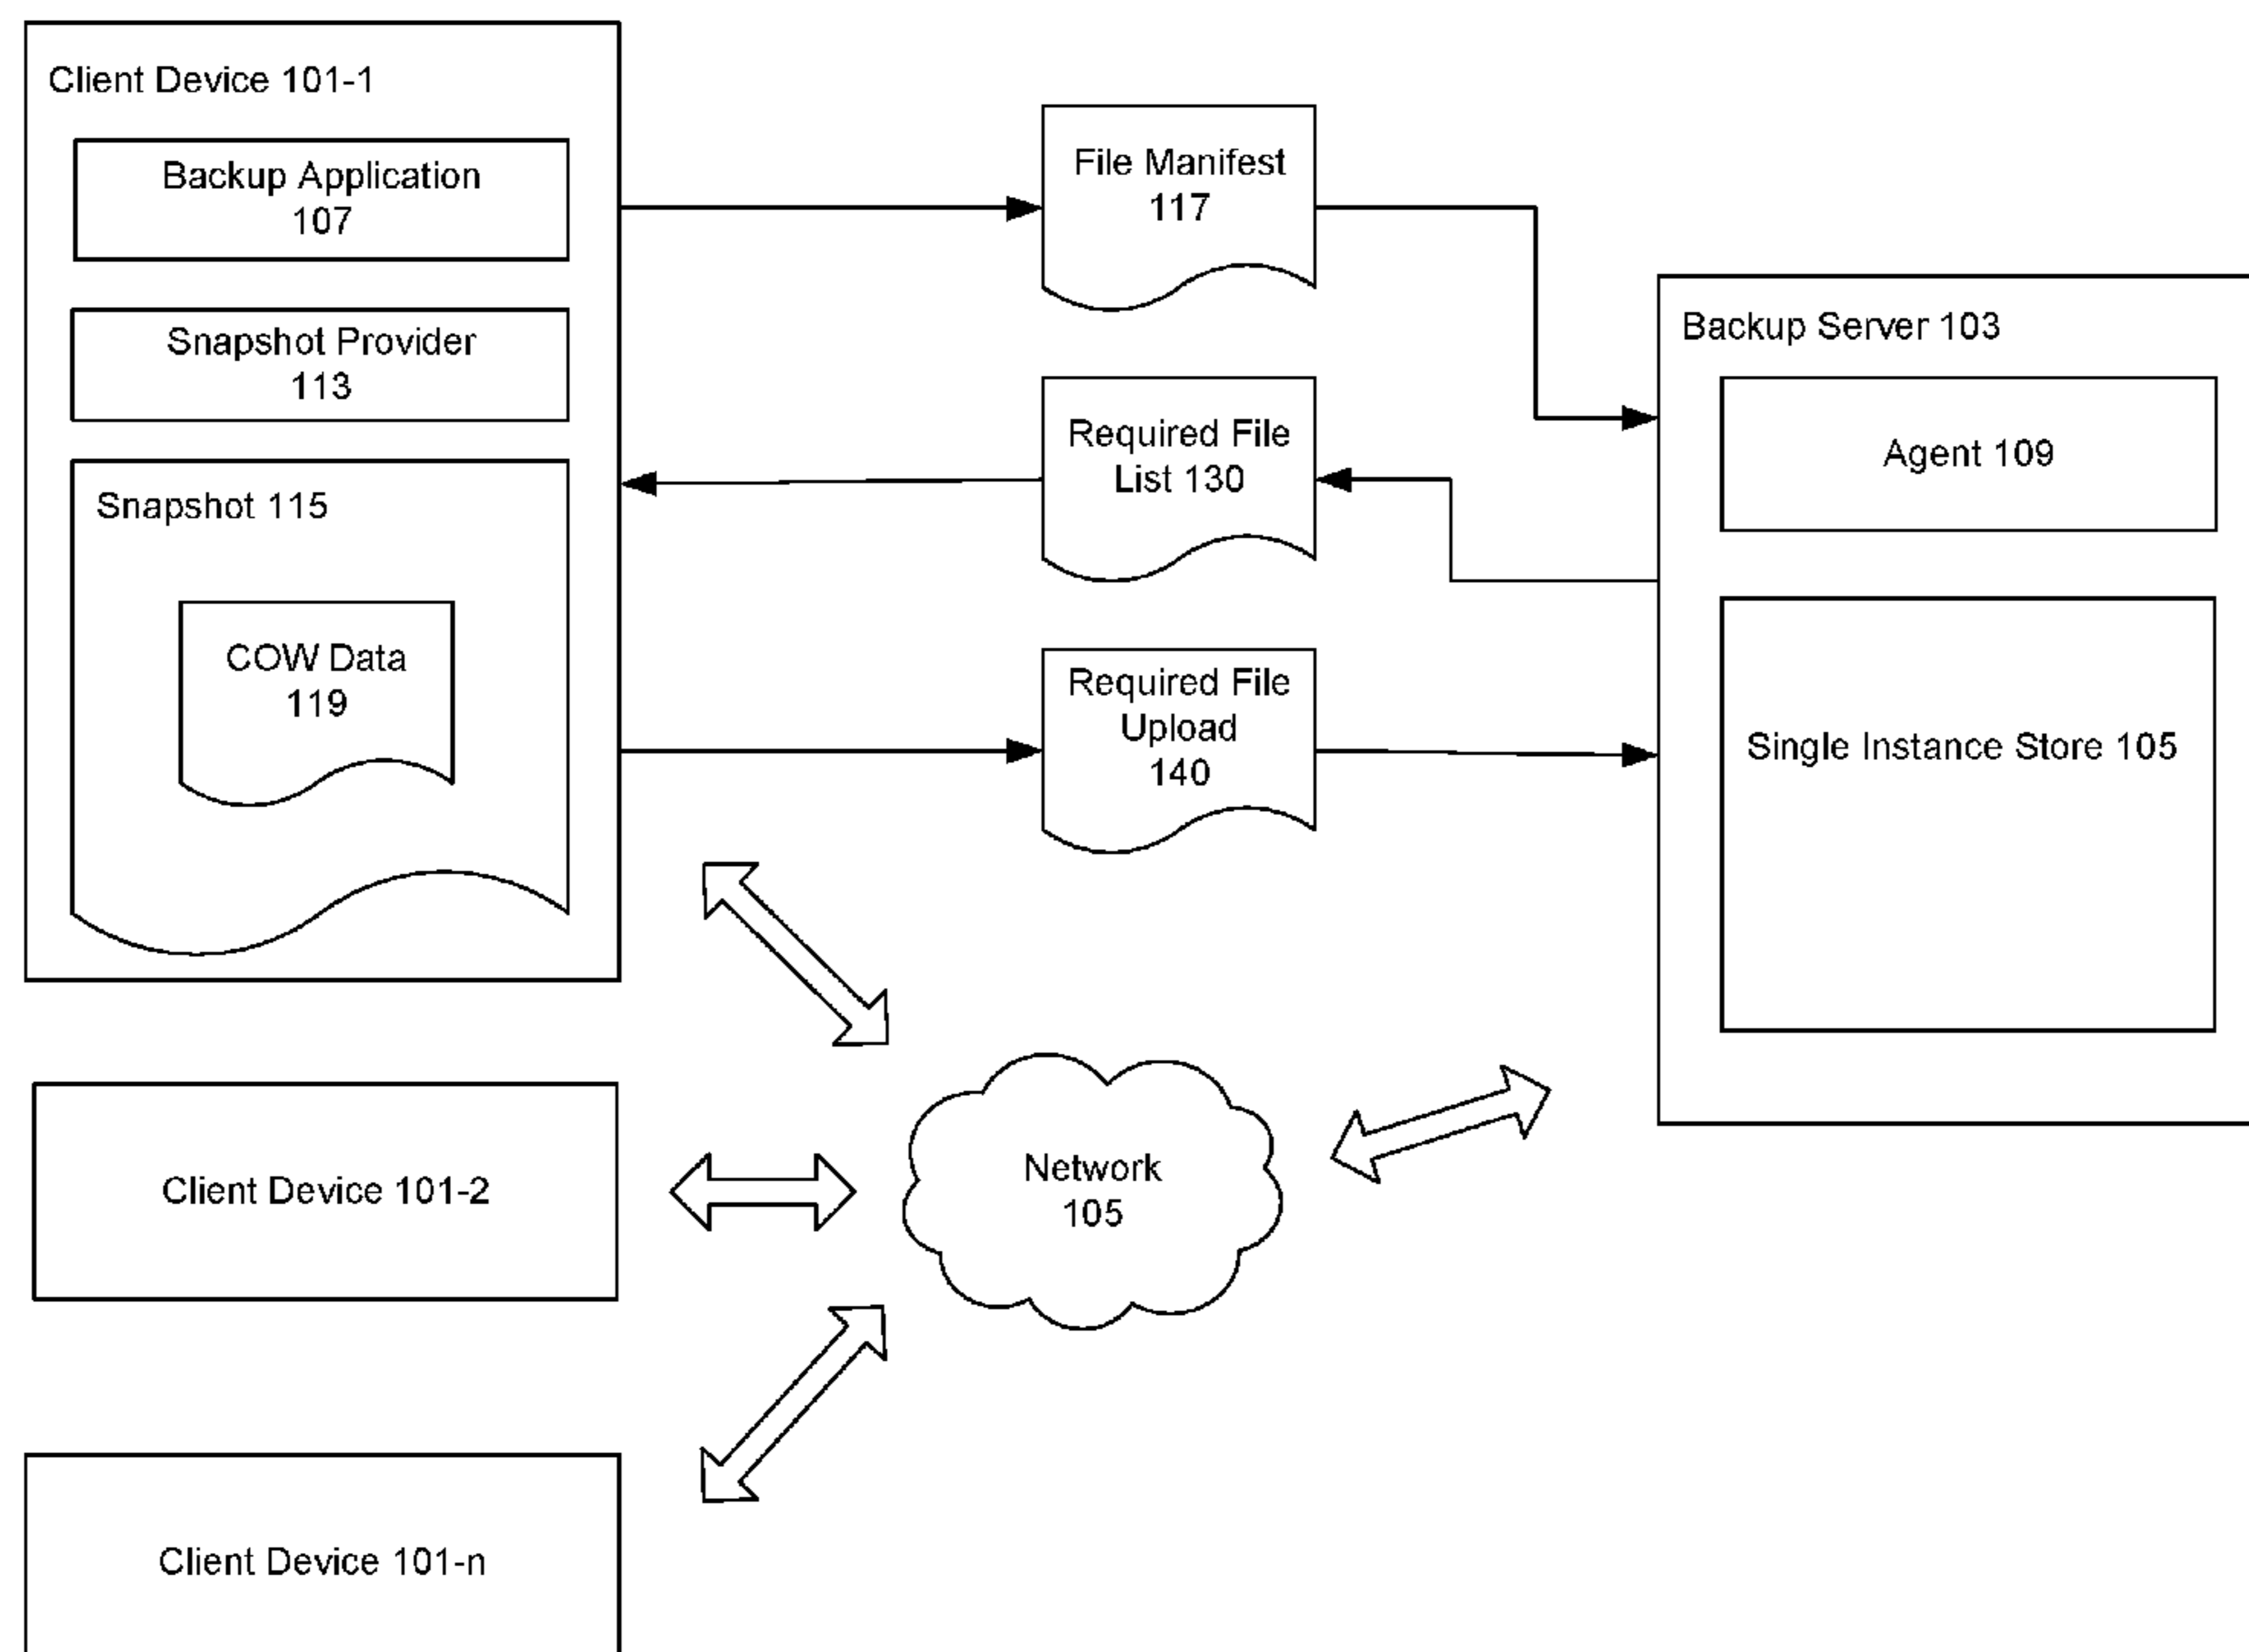 Client Device 101-1
Backup Application
107
Snapshot Provider
113
Snapshot 115
COW Data
119
File Manifest
117
Required File
List 130
Required File
Upload
140
Backup Server 103
Agent 109
Single Instance Store 105
Client Device 101-2
Network
105
Client Device 101-n